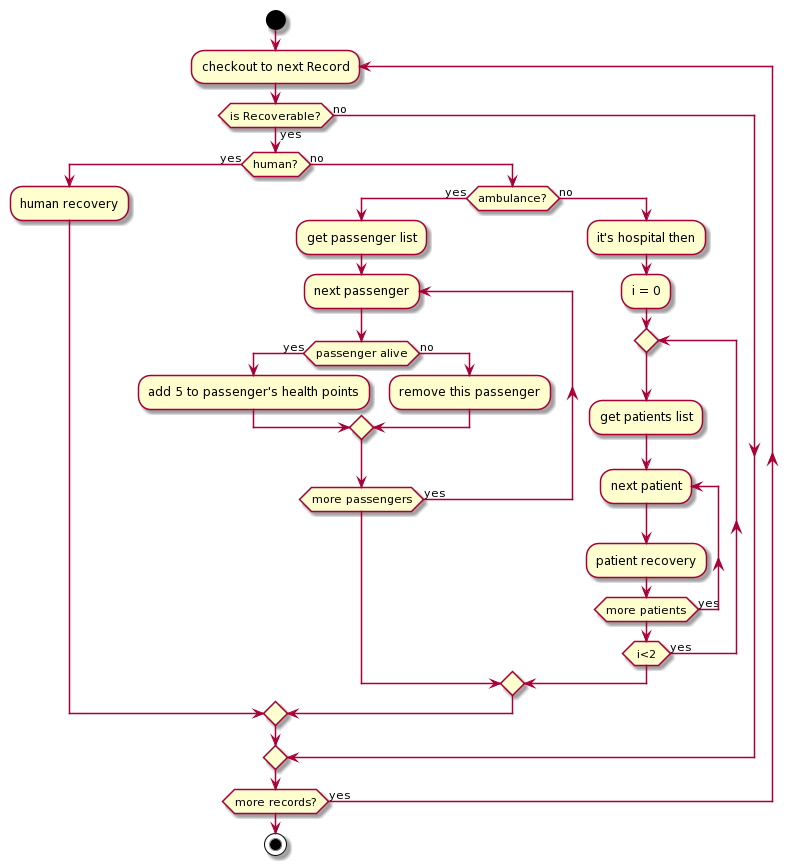 checkout to next Record
is Recoverable?
no
yes
yes
human?
no
human recovery
yes
ambulance?
no
get passenger list
it's hospital then
next passenger
i = 0
yes
passenger alive
no
add 5 to passenger's health points
remove this passenger
get patients list
next patient
more passengers
yes
patient recovery
more patients
yes
i<2
yes
more records?
yes